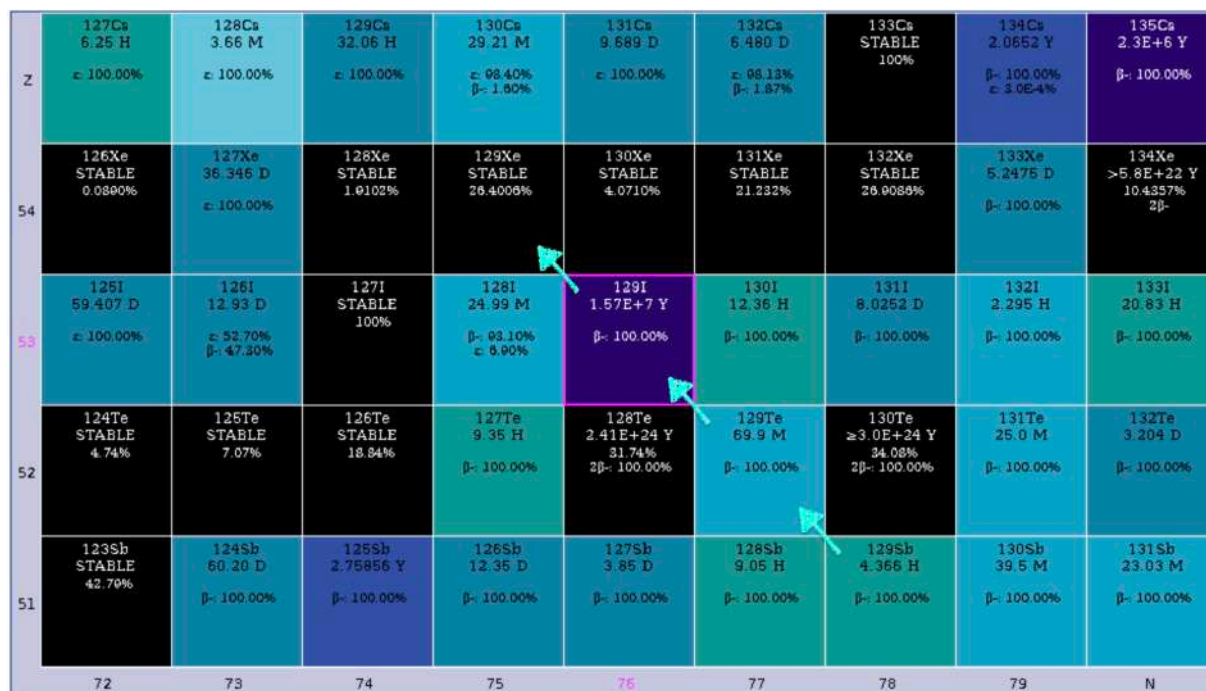 127Cs
6.25 H
ε: 100.00%
128Cs
3.66 M
ε: 100.00%
129Cs
32.06 H
ε: 100.00%
130Cs
29.21 M
ε: 98.40%
β-: 1.60%
131Cs
9.689 D
ε: 100.00%
132Cs
6.480 D
ε: 98.13%
β-: 1.87%
133Cs
STABLE
100%
134Cs
2.0652 Y
β-: 100.00%
ε: 3.0E-4%
135Cs
2.3E+6 Y
β-: 100.00%
Z
126Xe
STABLE
0.0890%
127Xe
36.346 D
ε: 100.00%
128Xe
STABLE
1.9102%
129Xe
STABLE
26.4006%
130Xe
STABLE
4.0710%
131Xe
STABLE
21.232%
132Xe
STABLE
26.9086%
133Xe
5.2475 D
β-: 100.00%
134Xe
>5.8E+22 Y
10.4357%
2β-
54
125I
59.407 D
ε: 100.00%
126I
12.93 D
ε: 52.70%
β-: 47.30%
127I
STABLE
100%
128I
24.99 M
β-: 93.10%
ε: 6.90%
129I
1.57E+7 Y
β-: 100.00%
130I
12.36 H
β-: 100.00%
131I
8.0252 D
β-: 100.00%
132I
2.295 H
β-: 100.00%
133I
20.83 H
β-: 100.00%
53
124Te
STABLE
4.74%
125Te
STABLE
7.07%
126Te
STABLE
18.84%
127Te
9.35 H
β-: 100.00%
128Te
2.41E+24 Y
31.74%
2β-: 100.00%
129Te
69.9 M
β-: 100.00%
130Te
≥3.0E+24 Y
34.08%
2β-: 100.00%
131Te
25.0 M
β-: 100.00%
132Te
3.204 D
β-: 100.00%
52
123Sb
STABLE
42.79%
124Sb
60.20 D
β-: 100.00%
125Sb
2.75856 Y
β-: 100.00%
126Sb
12.35 D
β-: 100.00%
127Sb
3.85 D
β-: 100.00%
128Sb
9.05 H
β-: 100.00%
129Sb
4.366 H
β-: 100.00%
130Sb
39.5 M
β-: 100.00%
131Sb
23.03 M
β-: 100.00%
51
72 73 74 75 76 77 78 79 N